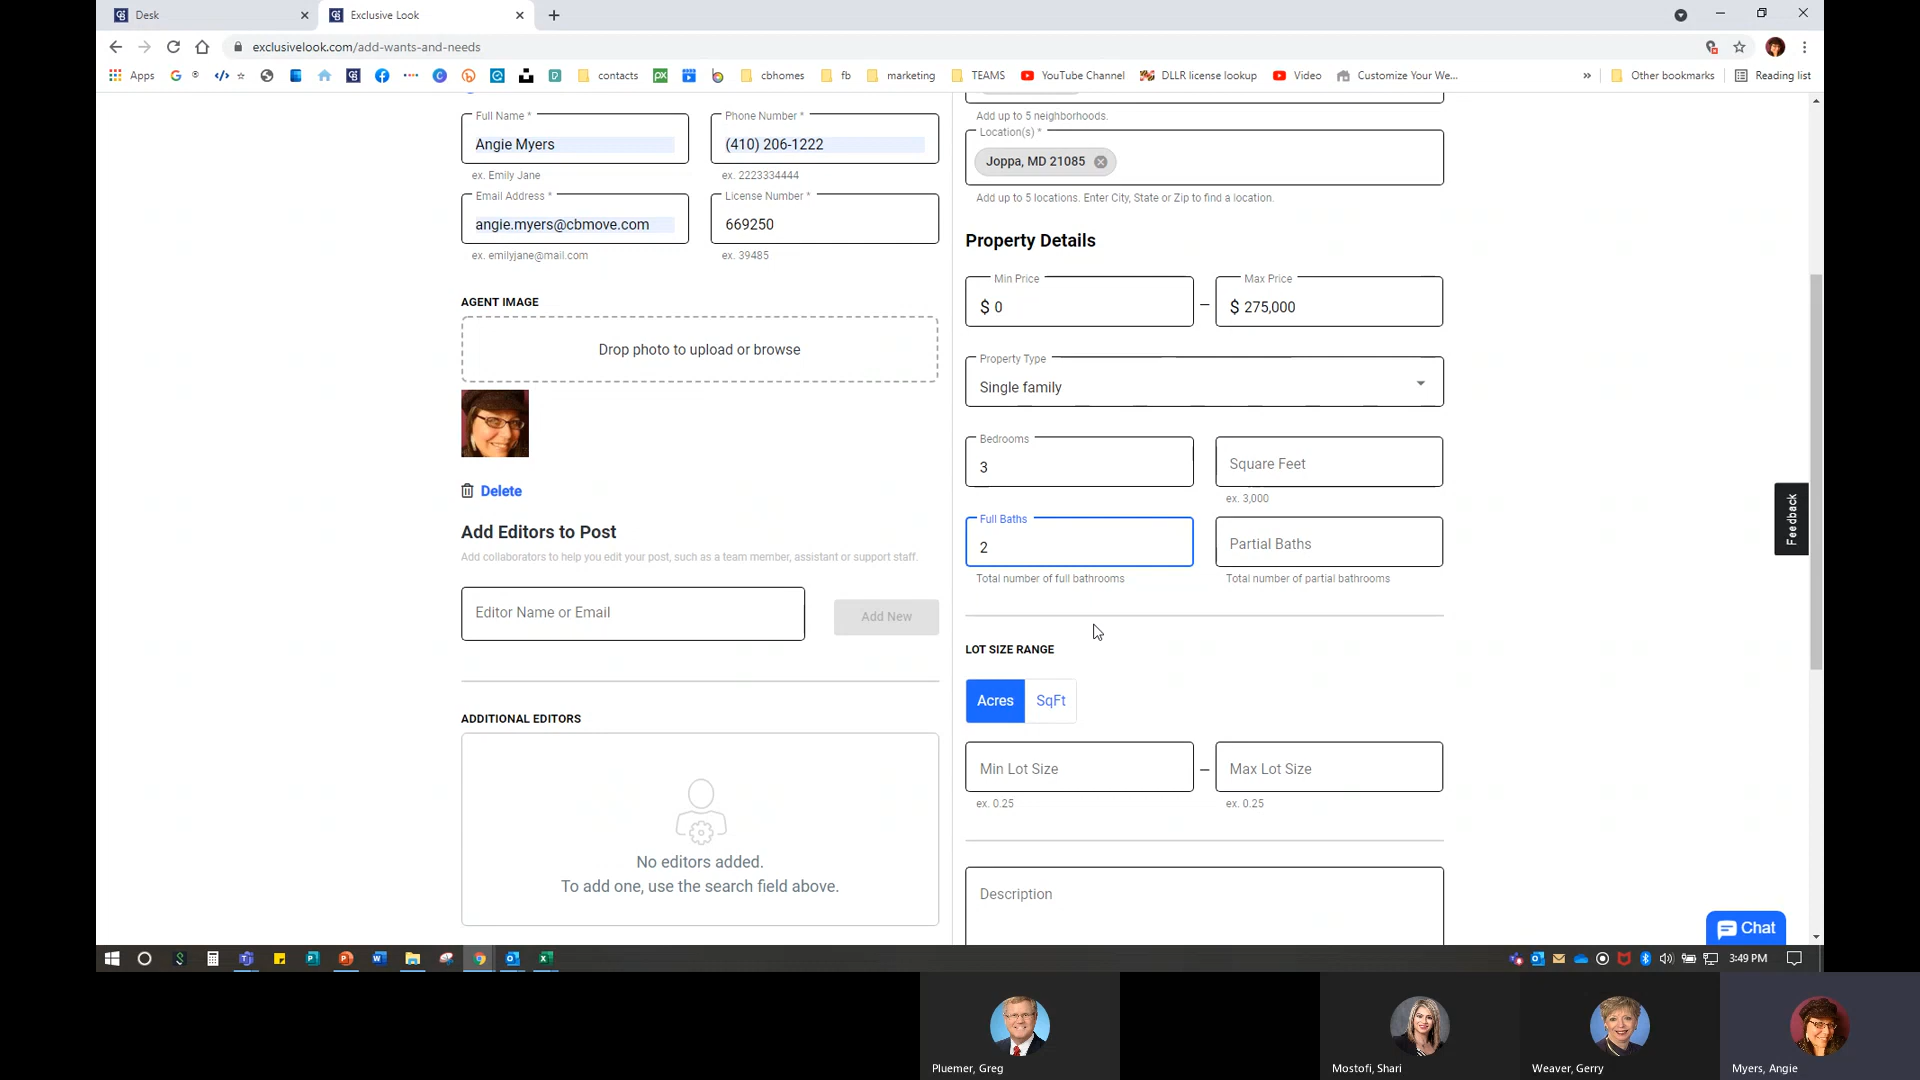 Desk
Exclusive Look
exclusivelook.com/add-wants-and-needs
Apps
contacts
cbhomes
fb
marketing
TEAMS
YouTube Channel
DLLR license lookup
Video
Customize Your We...
»
Other bookmarks
Reading list
Full Name *
Angie Myers
ex. Emily Jane
Phone Number *
(410) 206-1222
ex. 2223334444
Email Address *
angie.myers@cbmove.com
ex. emilyjane@mail.com
License Number *
669250
ex. 39485
AGENT IMAGE
Drop photo to upload or browse
Delete
Add Editors to Post
Add collaborators to help you edit your post, such as a team member, assistant or support staff.
Editor Name or Email
Add New
ADDITIONAL EDITORS
No editors added.
To add one, use the search field above.
Add up to 5 neighborhoods.
Location(s) *
Joppa, MD 21085
Add up to 5 locations. Enter City, State or Zip to find a location.
Property Details
Min Price
$ 0
–
Max Price
$ 275,000
Property Type
Single family
Bedrooms
3
Square Feet
ex. 3,000
Full Baths
2
Total number of full bathrooms
Partial Baths
Total number of partial bathrooms
LOT SIZE RANGE
Acres
SqFt
Min Lot Size
ex. 0.25
–
Max Lot Size
ex. 0.25
Description
Feedback
Chat
3:49 PM
Pluemer, Greg
Mostofi, Shari
Weaver, Gerry
Myers, Angie